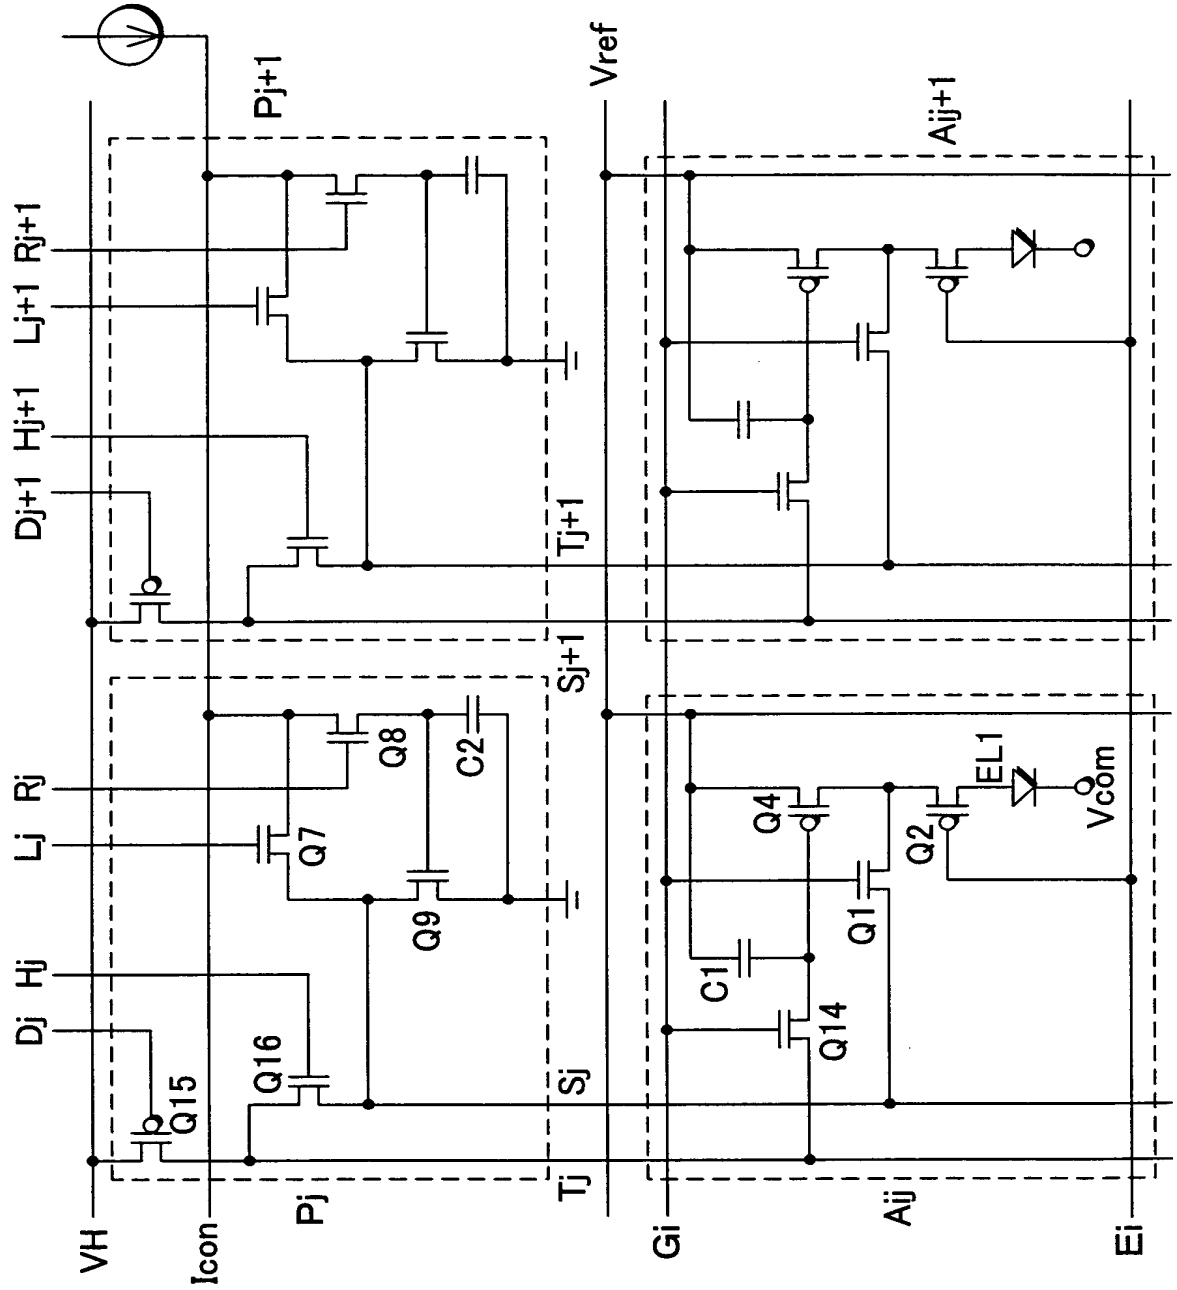 VH
Icon
Dj
Hj
Lj
Rj
Dj+1
Hj+1
Lj+1
Rj+1
Pj
Pj+1
Q15
Q16
Q7
Q8
Q9
C2
Tj
Sj
Sj+1
Tj+1
Vref
Gi
Aij
Aij+1
C1
Q14
Q1
Q4
Q2
EL1
Vcom
Ei